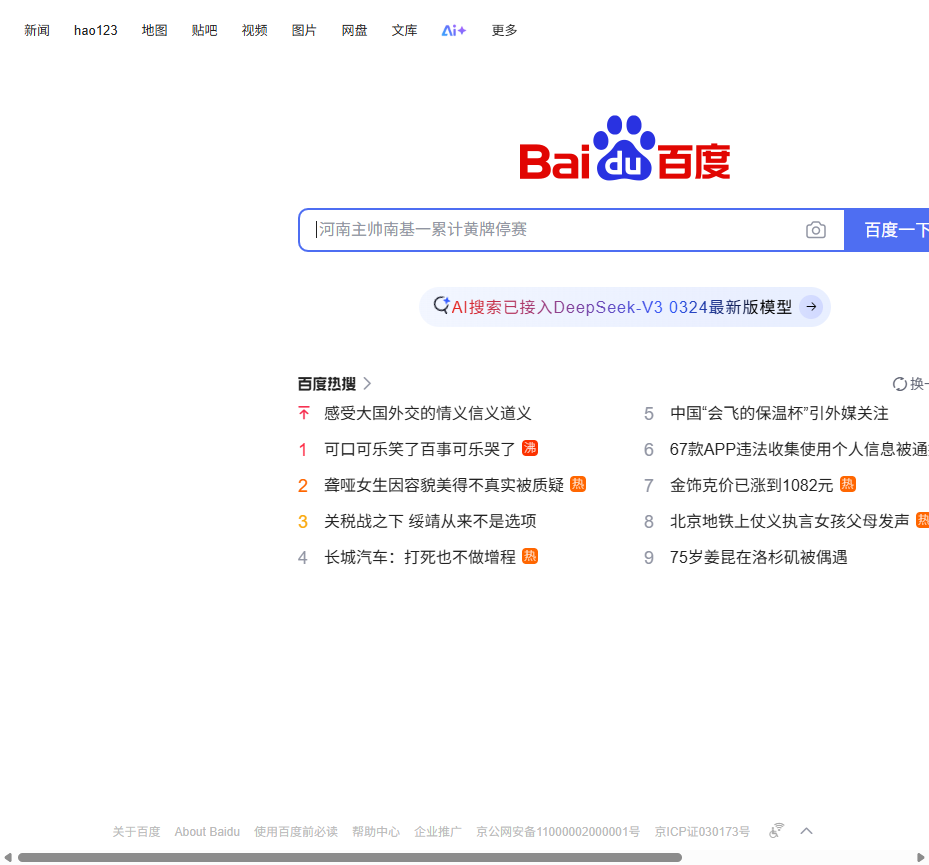 新闻 hao123 地图 贴吧 视频 图片 网盘 文库 Ai+ 更多
Bai du 百度
河南主帅南基一累计黄牌停赛 百度一下
AI搜索已接入DeepSeek-V3 0324最新版模型
百度热搜 换一
感受大国外交的情义信义道义 5 中国“会飞的保温杯”引外媒关注
1 可口可乐笑了百事可乐哭了 沸 6 67款APP违法收集使用个人信息被通
2 聋哑女生因容貌美得不真实被质疑 热 7 金饰克价已涨到1082元 热
3 关税战之下 绥靖从来不是选项 8 北京地铁上仗义执言女孩父母发声 热
4 长城汽车：打死也不做增程 热 9 75岁姜昆在洛杉矶被偶遇
关于百度 About Baidu 使用百度前必读 帮助中心 企业推广 京公网安备11000002000001号 京ICP证030173号